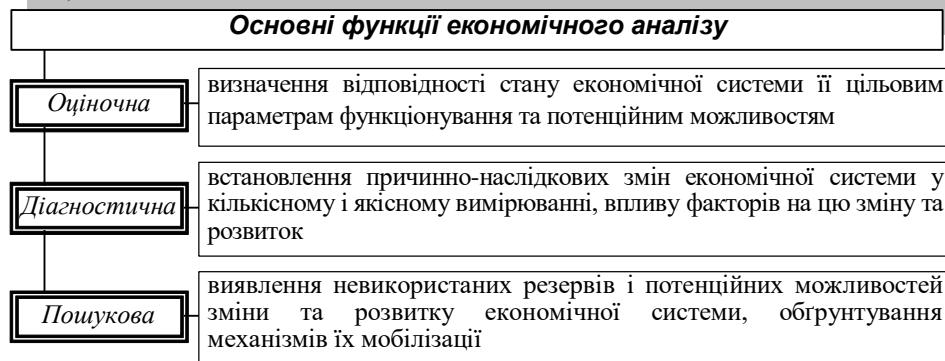 Основні функції економічного аналізу
Оціночна
визначення відповідності стану економічної системи її цільовим
параметрам функціонування та потенційним можливостям
Діагностична
встановлення причинно-наслідкових змін економічної системи у
кількісному і якісному вимірюванні, впливу факторів на цю зміну та
розвиток
Пошукова
виявлення невикористаних резервів і потенційних можливостей
зміни та розвитку економічної системи, обґрунтування
механізмів їх мобілізації